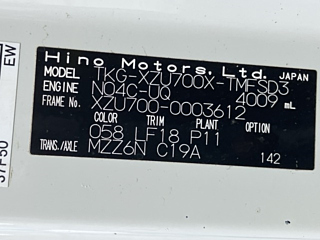 Hino Motors, Ltd. JAPAN
MODEL TKG-XZU700X-TMFSD3
ENGINE N04C-UQ 4009 mL
FRAME No. XZU700-0003612
COLOR TRIM PLANT OPTION
058 LF18 P11
TRANS./AXLE MZZ6N C19A
142
EW